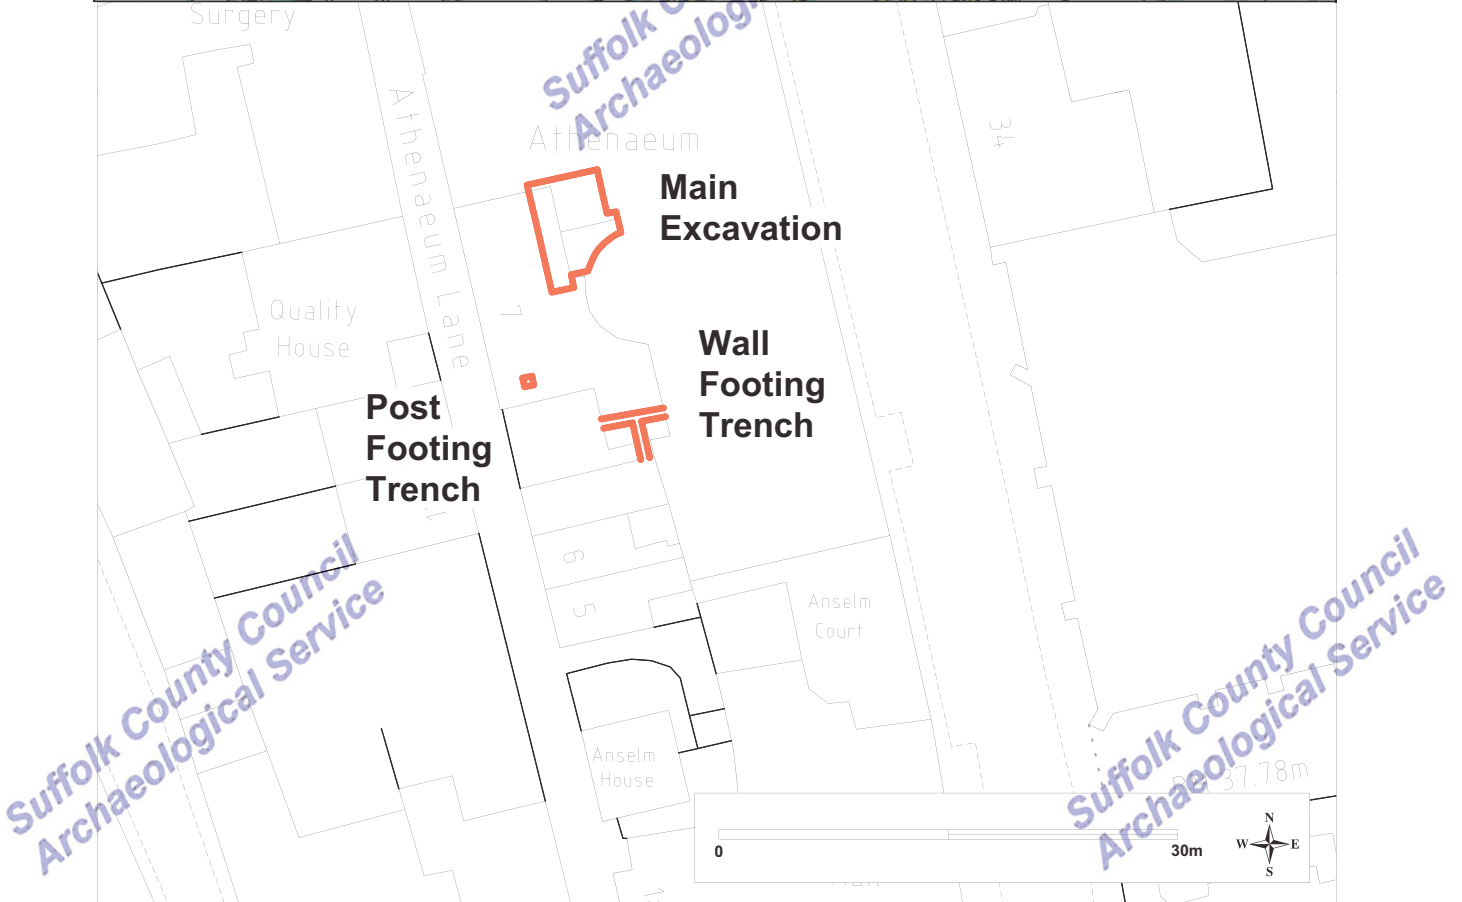 Surgery
Suffolk
Archaeolog
Athenaeum
Athenaeum Lane
34
Main
Excavation
Quality
House
7
Wall
Footing
Trench
Post
Footing
Trench
6
5
Anselm
Court
Suffolk County Council
Archaeological Service
Suffolk County Council
Archaeological Service
Anselm
House
37.78m
0
30m
N
W
E
S